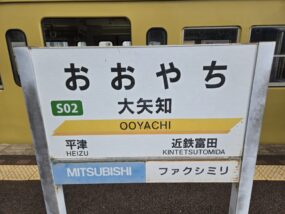 おおやち
S02
大矢知
OOYACHI
平津 近鉄富田
HEIZU KINTETSUTOMIDA
MITSUBISHI ファクシミリ